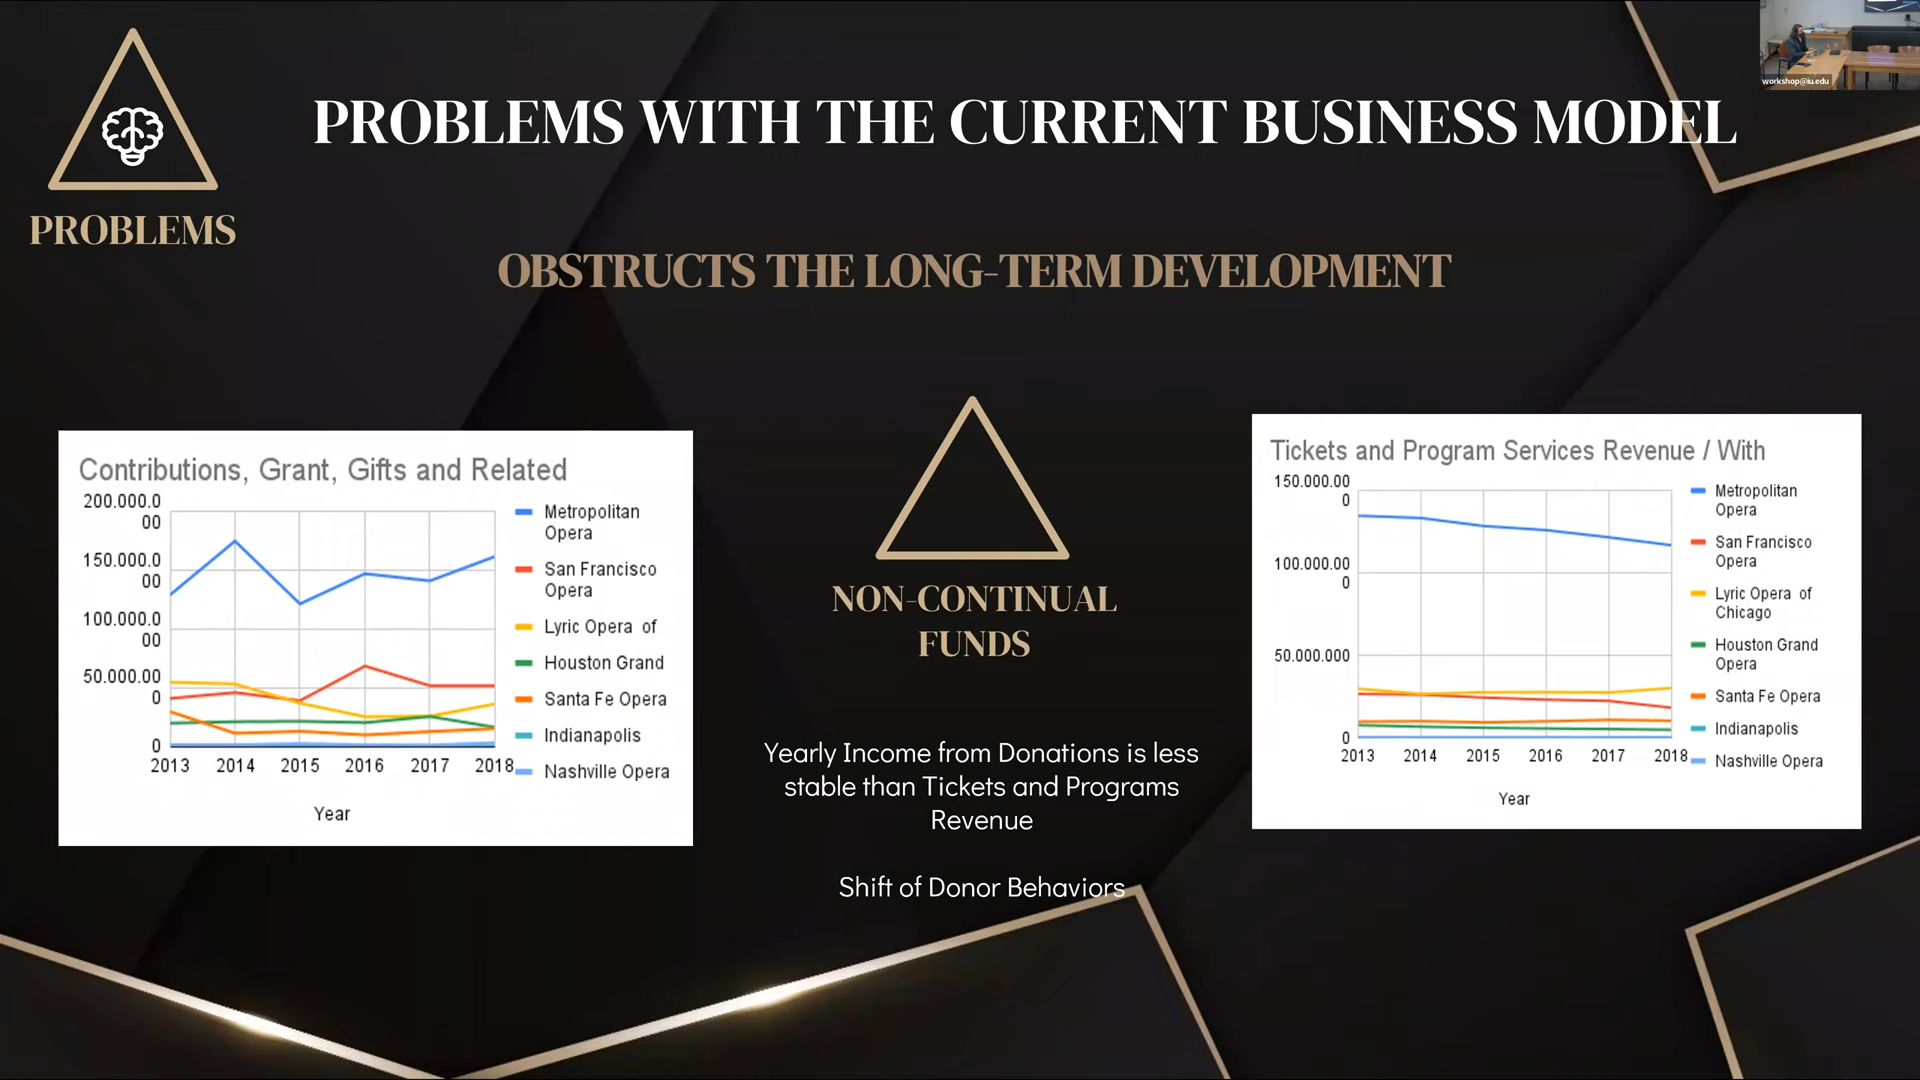 workshop@iu.edu
PROBLEMS WITH THE CURRENT BUSINESS MODEL
PROBLEMS
OBSTRUCTS THE LONG-TERM DEVELOPMENT
Contributions, Grant, Gifts and Related
200.000.0
00
150.000.0
00
100.000.0
00
50.000.00
0
0
2013 2014 2015 2016 2017 2018
Year
Metropolitan
Opera
San Francisco
Opera
Lyric Opera of
Houston Grand
Santa Fe Opera
Indianapolis
Nashville Opera
NON-CONTINUAL
FUNDS
Yearly Income from Donations is less
stable than Tickets and Programs
Revenue
Shift of Donor Behaviors
Tickets and Program Services Revenue / With
150.000.00
0
100.000.00
0
50.000.000
0
2013 2014 2015 2016 2017 2018
Year
Metropolitan
Opera
San Francisco
Opera
Lyric Opera of
Chicago
Houston Grand
Opera
Santa Fe Opera
Indianapolis
Nashville Opera